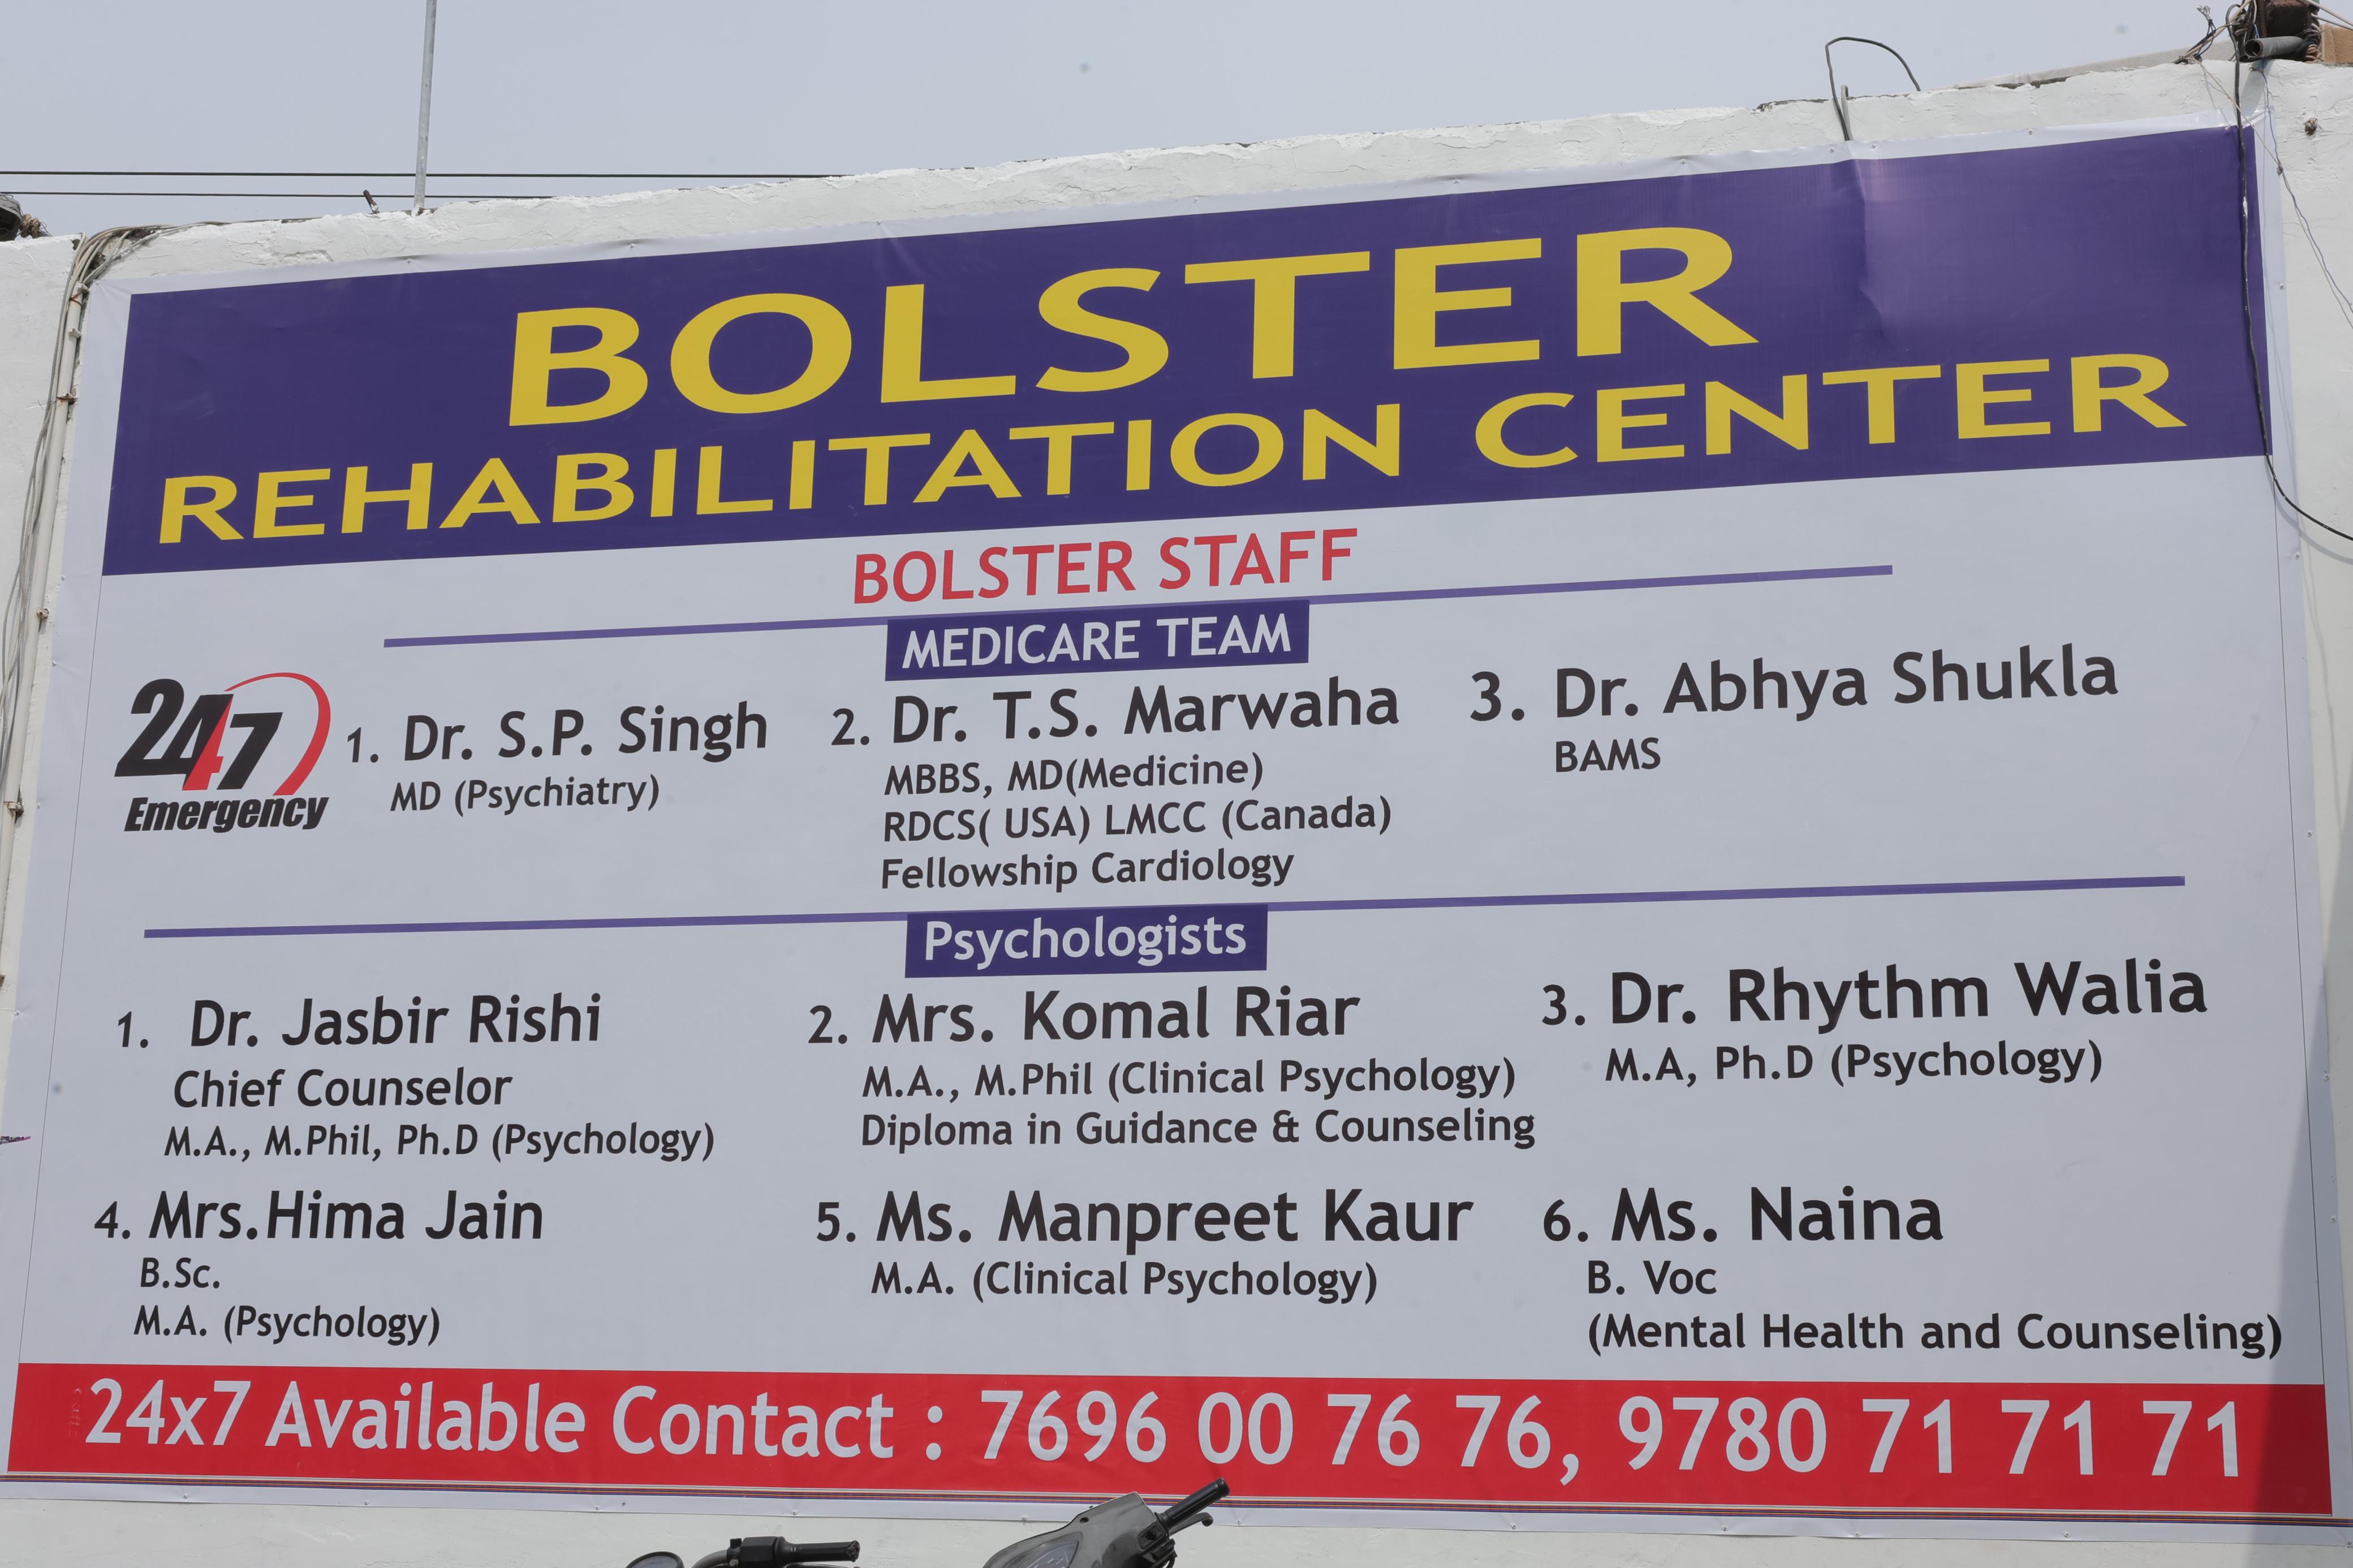 BOLSTER
REHABILITATION CENTER
BOLSTER STAFF
MEDICARE TEAM
247
Emergency
1. Dr. S.P. Singh
MD (Psychiatry)
2. Dr. T.S. Marwaha
MBBS, MD(Medicine)
RDCS( USA) LMCC (Canada)
Fellowship Cardiology
3. Dr. Abhya Shukla
BAMS
Psychologists
1. Dr. Jasbir Rishi
Chief Counselor
M.A., M.Phil, Ph.D (Psychology)
2. Mrs. Komal Riar
M.A., M.Phil (Clinical Psychology)
Diploma in Guidance & Counseling
3. Dr. Rhythm Walia
M.A, Ph.D (Psychology)
4. Mrs.Hima Jain
B.Sc.
M.A. (Psychology)
5. Ms. Manpreet Kaur
M.A. (Clinical Psychology)
6. Ms. Naina
B. Voc
(Mental Health and Counseling)
24x7 Available Contact : 7696 00 76 76, 9780 71 71 71